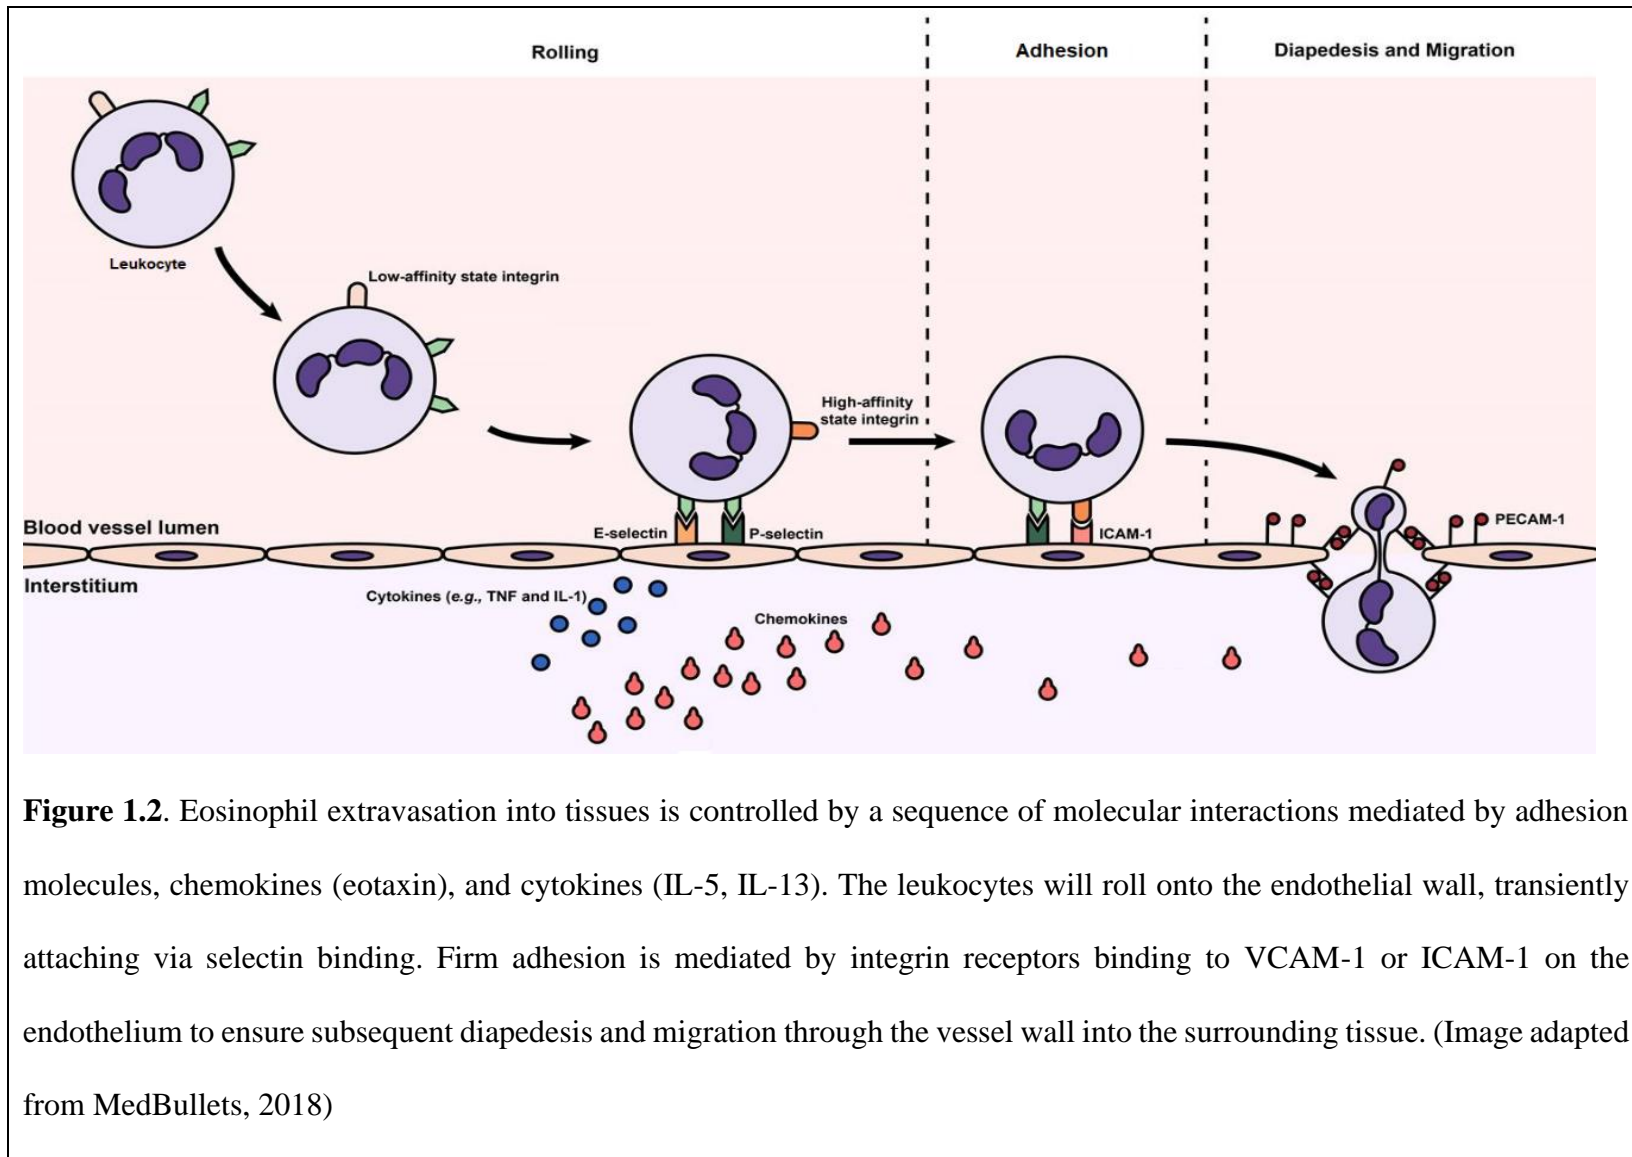 Rolling
Adhesion
Diapedesis and Migration
Leukocyte
Low-affinity state integrin
High-affinity
state integrin
Blood vessel lumen
E-selectin
P-selectin
ICAM-1
PECAM-1
Interstitium
Cytokines (e.g., TNF and IL-1)
Chemokines
Figure 1.2. Eosinophil extravasation into tissues is controlled by a sequence of molecular interactions mediated by adhesion
molecules, chemokines (eotaxin), and cytokines (IL-5, IL-13). The leukocytes will roll onto the endothelial wall, transiently
attaching via selectin binding. Firm adhesion is mediated by integrin receptors binding to VCAM-1 or ICAM-1 on the
endothelium to ensure subsequent diapedesis and migration through the vessel wall into the surrounding tissue. (Image adapted
from MedBullets, 2018)